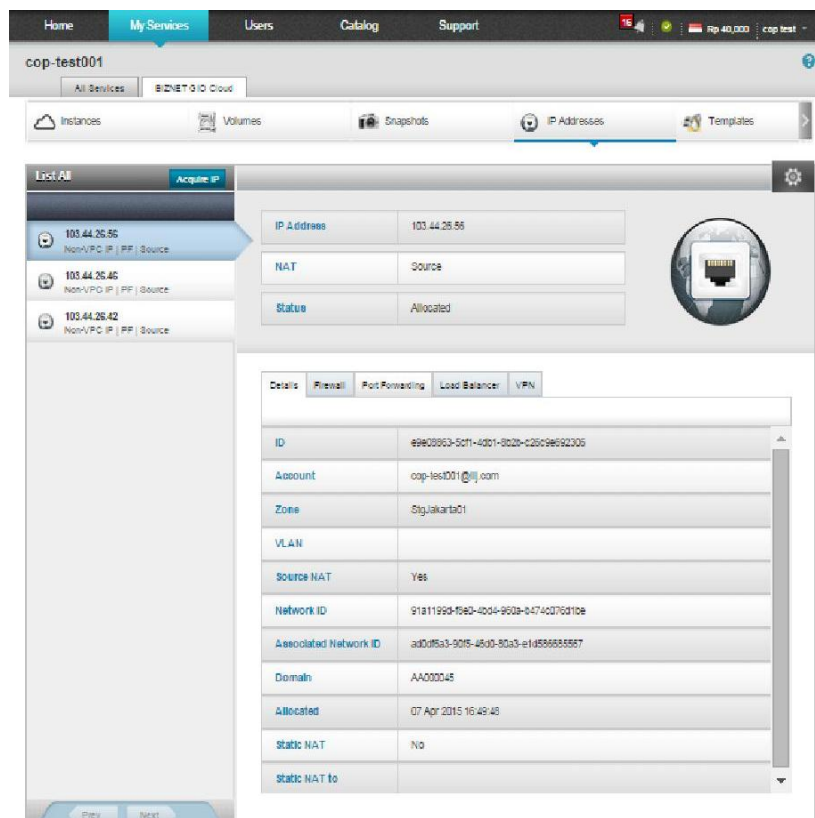 Home My Services Users Catalog Support 16 Rp 40,000 cop test
cop-test001
All Services BIZNET GIO Cloud
Instances Volumes Snapshots IP Addresses Templates
List All Acquire IP
103.44.26.56
Non-VPC IP | PF | Source
103.44.26.46
Non-VPC IP | PF | Source
103.44.26.42
Non-VPC IP | PF | Source
IP Address 103.44.26.56
NAT Source
Status Allocated
Details Firewall Port Forwarding Load Balancer VPN
ID
Account
Zone StgJakarta01
VLAN
Source NAT Yes
Network ID
Associated Network ID
Domain AA000045
Allocated 07 Apr 2015 16:49:48
Static NAT No
Static NAT to
Prev Next